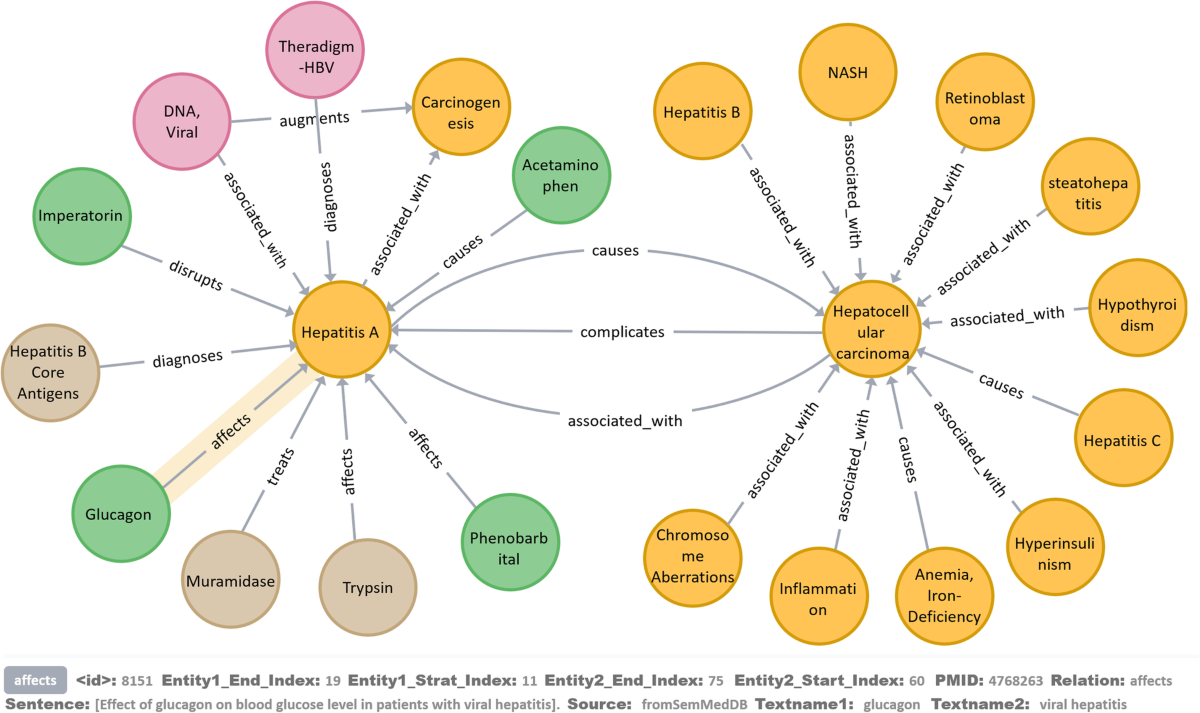 Theradigm
-HBV
DNA,
Viral
augments
Carcinogen
esis
NASH
Hepatitis B
Retinoblast
oma
Acetamino
phen
steatohepa
titis
Imperatorin
associated_with
diagnoses
associated_with
causes
disrupts
causes
associated_with
associated_with
associated_with
associated_with
Hepatitis A
complicates
Hepatocell
ular
carcinoma
associated_with
Hypothyroi
dism
Hepatitis B
Core
Antigens
diagnoses
causes
Hepatitis C
associated_with
affects
treats
affects
affects
associated_with
associated_with
causes
associated_with
Glucagon
Muramidase
Trypsin
Phenobarb
ital
Chromoso
me
Aberrations
Inflammati
on
Anemia,
Iron-
Deficiency
Hyperinsuli
nism
affects <id>: 8151 Entity1_End_Index: 19 Entity1_Strat_Index: 11 Entity2_End_Index: 75 Entity2_Start_Index: 60 PMID: 4768263 Relation: affects
Sentence: [Effect of glucagon on blood glucose level in patients with viral hepatitis]. Source: fromSemMedDB Textname1: glucagon Textname2: viral hepatitis